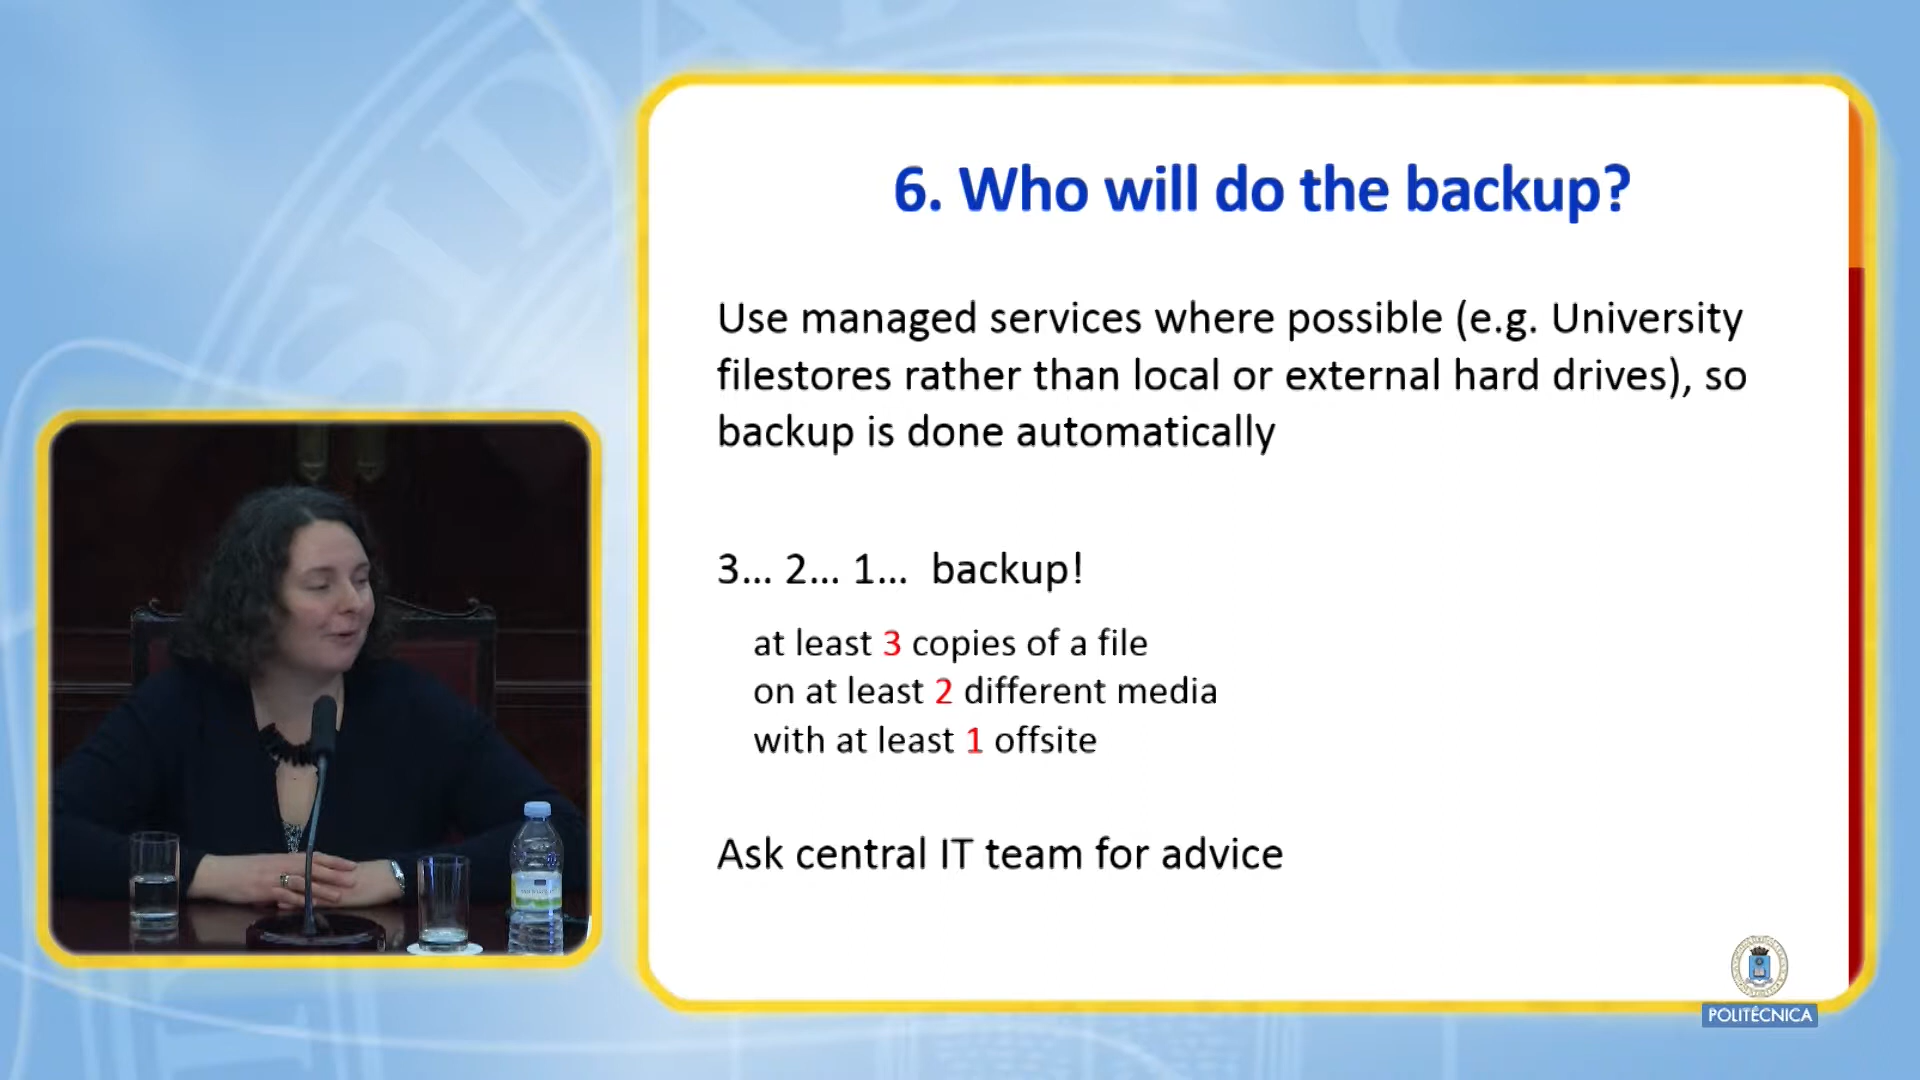 6. Who will do the backup?
Use managed services where possible (e.g. University
filestores rather than local or external hard drives), so
backup is done automatically
3... 2... 1... backup!
at least 3 copies of a file
on at least 2 different media
with at least 1 offsite
Ask central IT team for advice
POLITÉCNICA